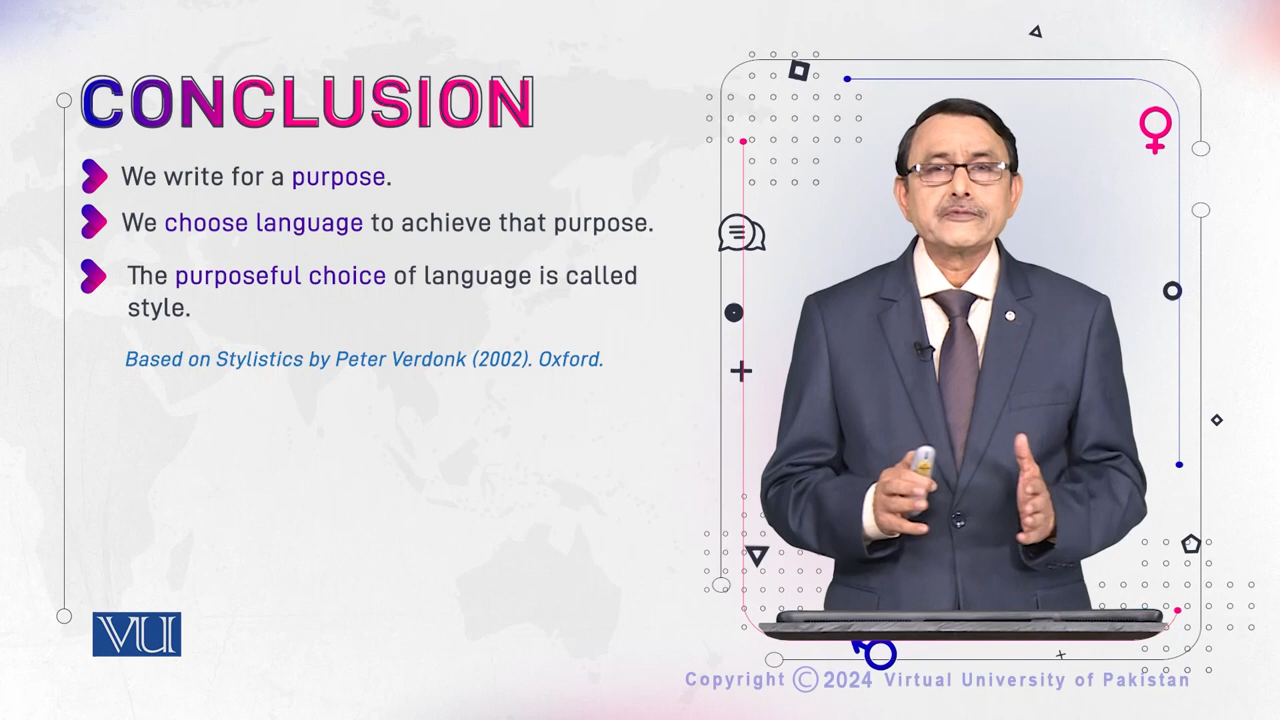 CONCLUSION
We write for a purpose.
We choose language to achieve that purpose.
The purposeful choice of language is called
style.
Based on Stylistics by Peter Verdonk (2002). Oxford.
VU
Copyright © 2024 Virtual University of Pakistan